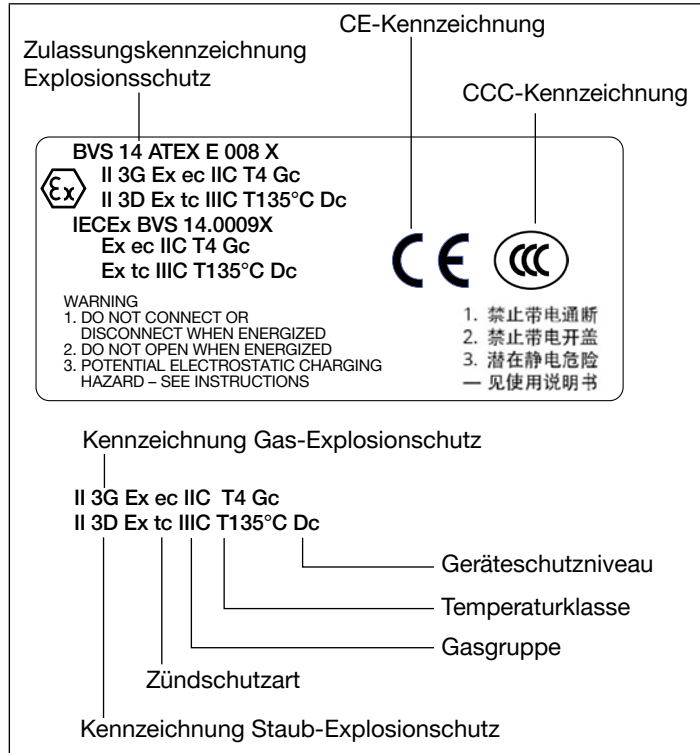 CE-Kennzeichnung
Zulassungskennzeichnung
Explosionsschutz
CCC-Kennzeichnung
BVS 14 ATEX E 008 X
Ex
II 3G Ex ec IIC T4 Gc
II 3D Ex tc IIIC T135°C Dc
IECEx BVS 14.0009X
Ex ec IIC T4 Gc
Ex tc IIIC T135°C Dc
CE
CCC
WARNING
1. DO NOT CONNECT OR
DISCONNECT WHEN ENERGIZED
2. DO NOT OPEN WHEN ENERGIZED
3. POTENTIAL ELECTROSTATIC CHARGING
HAZARD – SEE INSTRUCTIONS
1. 禁止带电通断
2. 禁止带电开盖
3. 潜在静电危险
— 见使用说明书
Kennzeichnung Gas-Explosionschutz
II 3G Ex ec IIC T4 Gc
II 3D Ex tc IIIC T135°C Dc
Geräteschutzniveau
Temperaturklasse
Gasgruppe
Zündschutzart
Kennzeichnung Staub-Explosionschutz